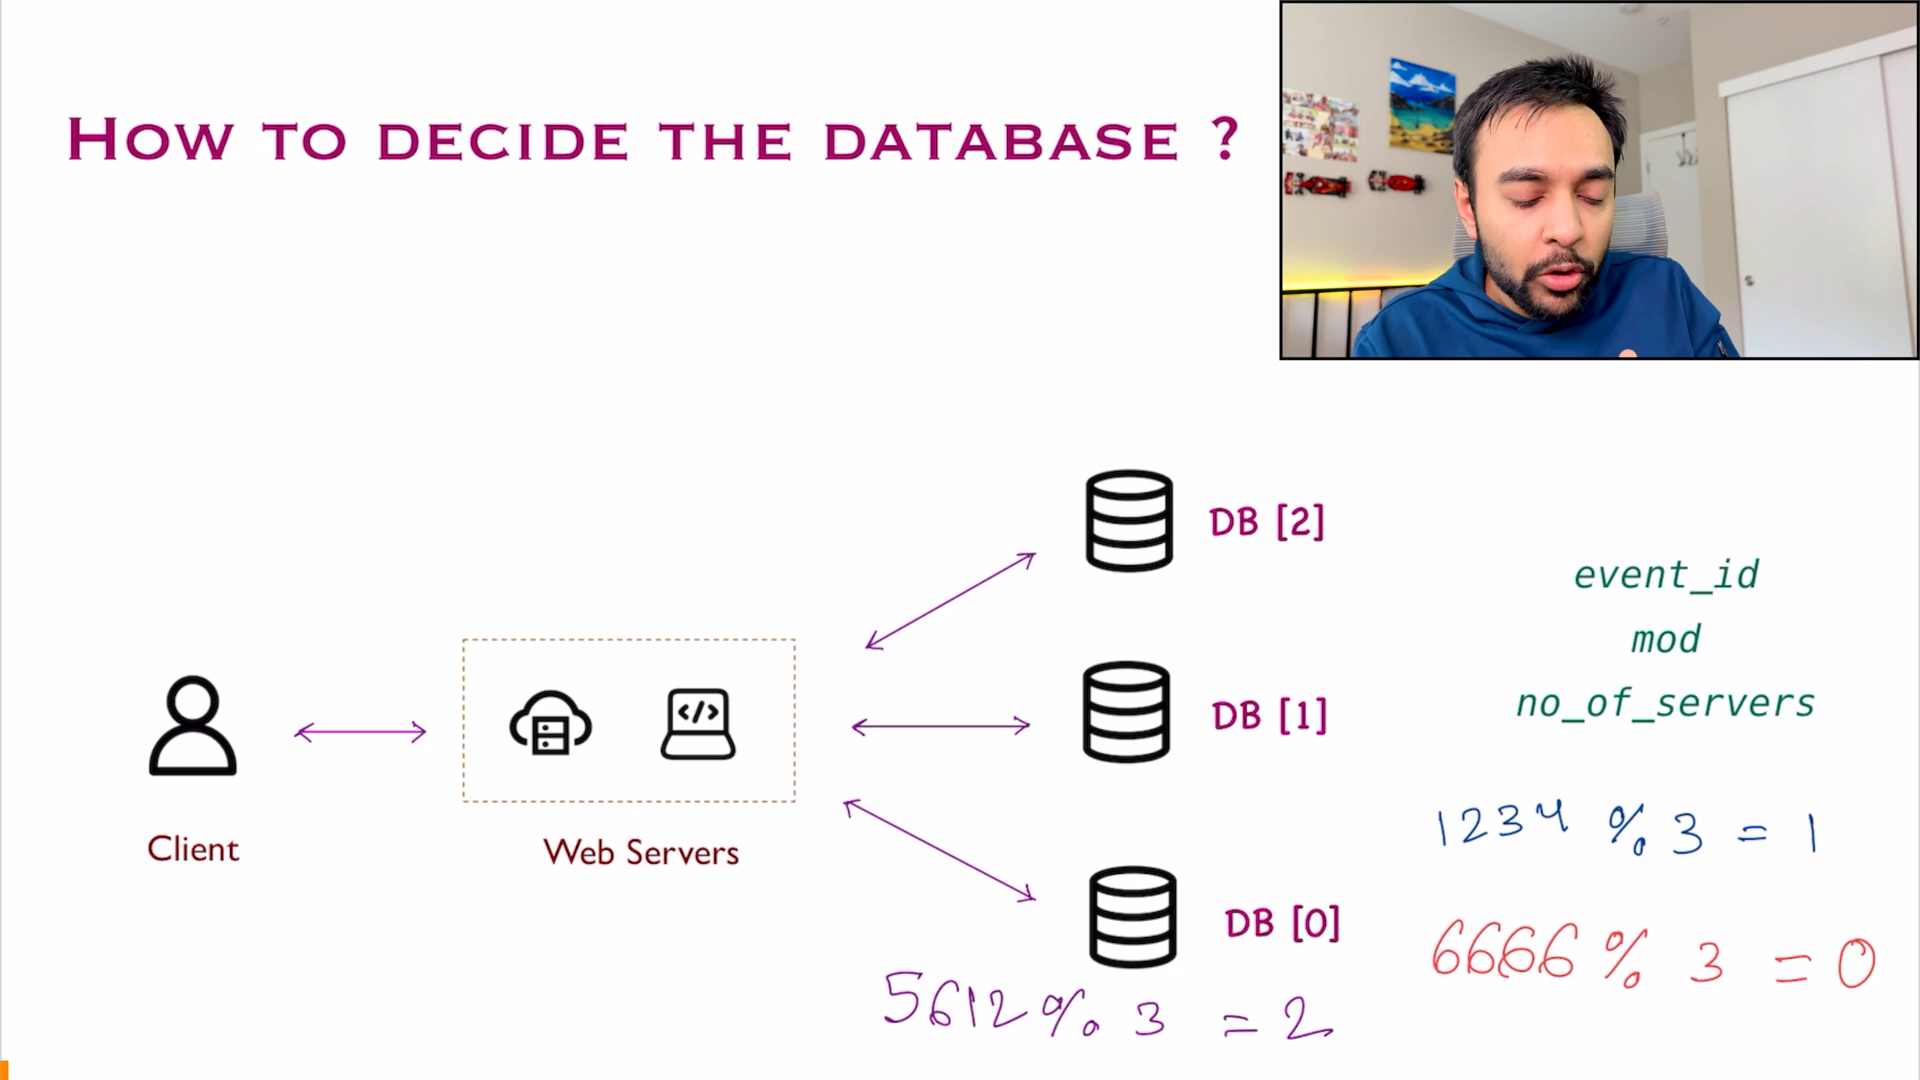 HOW TO DECIDE THE DATABASE ?
DB [2]
event_id
mod
no_of_servers
DB [1]
Client
Web Servers
1234 % 3 = 1
DB [0]
6666 % 3 = 0
5612 % 3 = 2